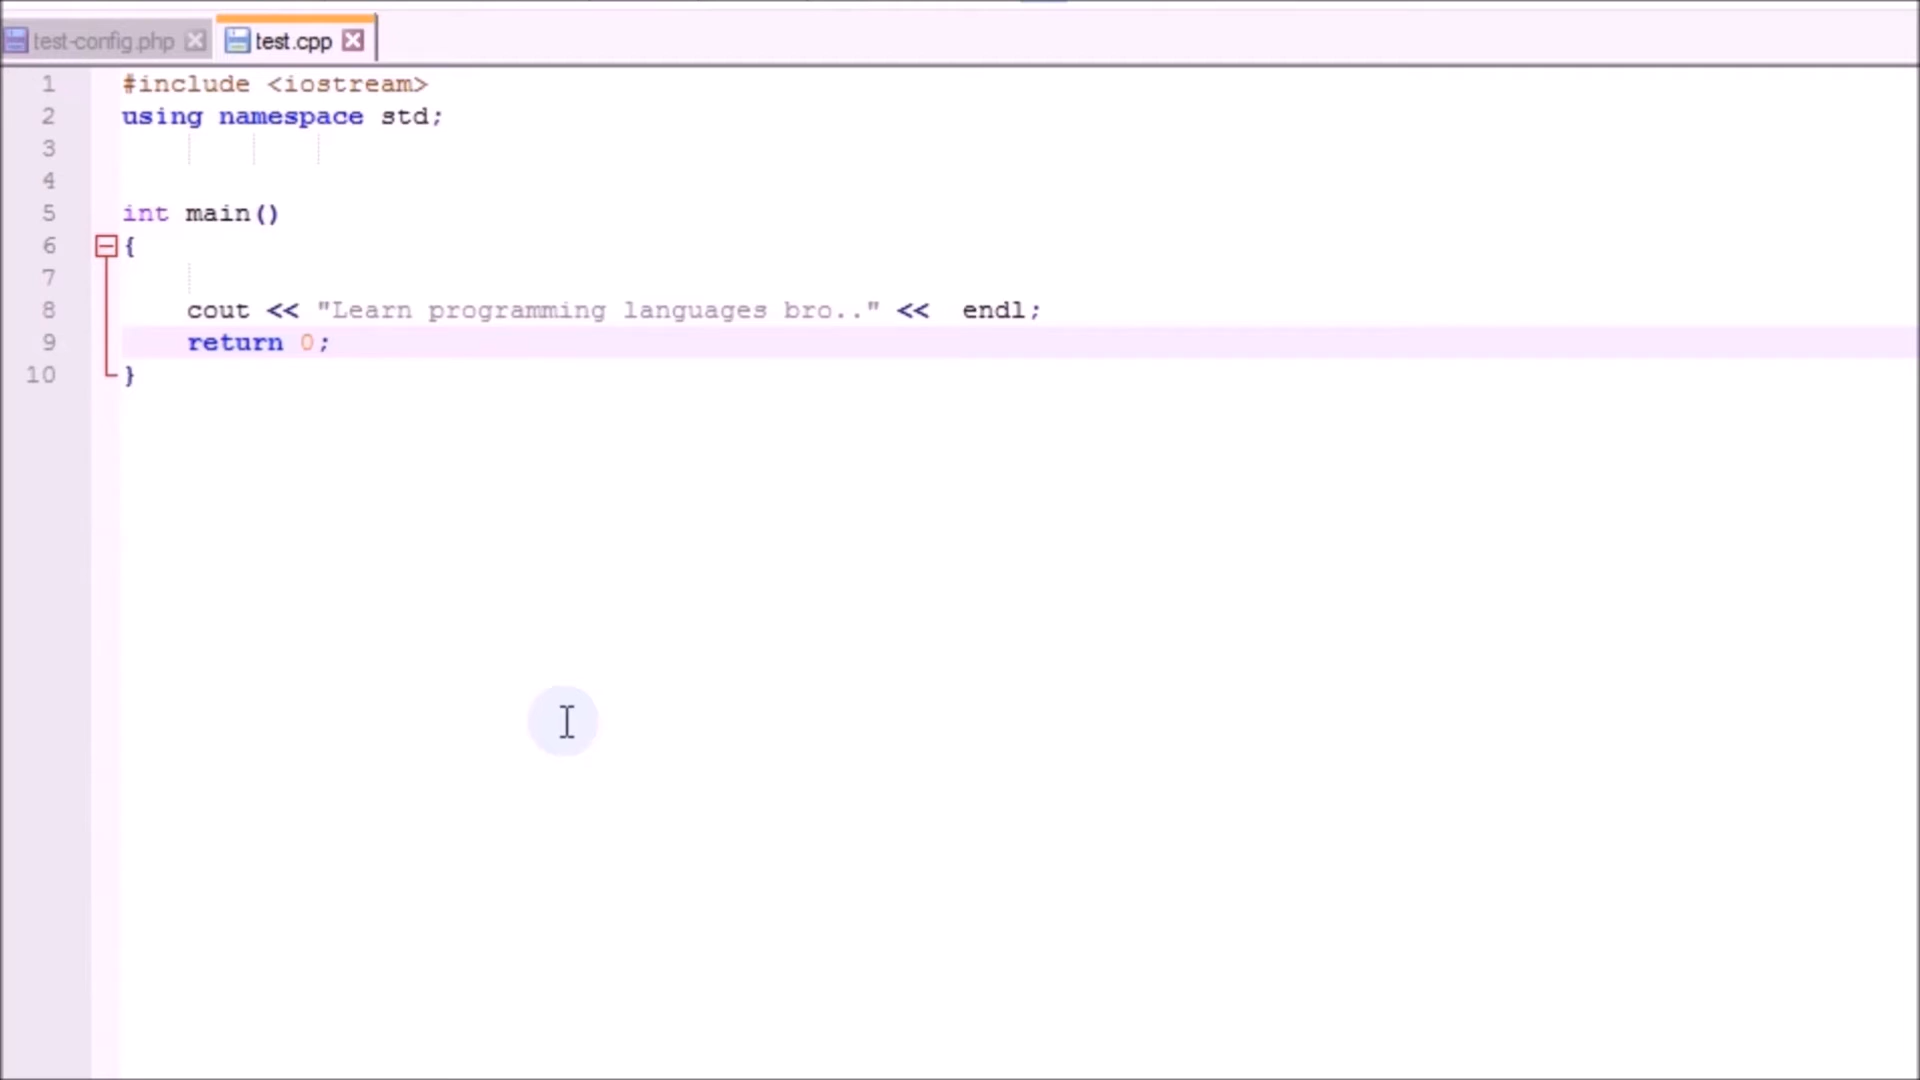 test-config.php test.cpp
1 #include <iostream>
2 using namespace std;
3
4
5 int main()
6 {
7
8 cout << "Learn programming languages bro.." <<  endl;
9 return 0;
10 }